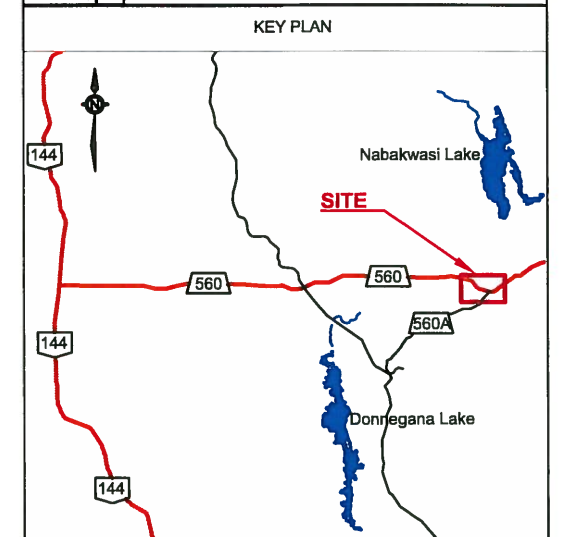 KEY PLAN
N
144
Nabakwasi Lake
SITE
560
560
560A
144
Donnegana Lake
144